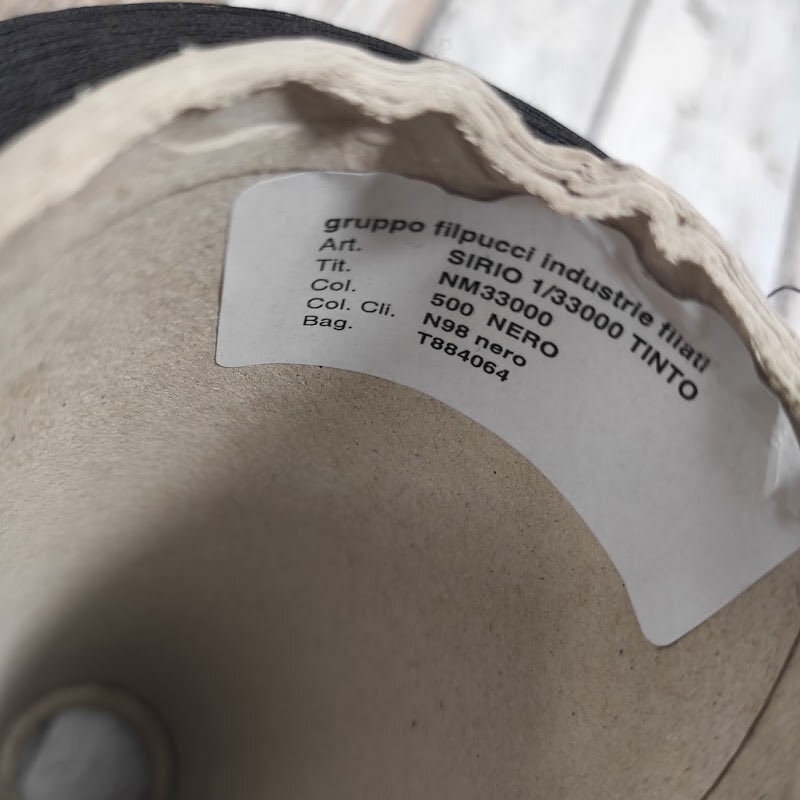 gruppo filpucci industrie filati
Art. SIRIO 1/33000 TINTO
Tit. NM33000
Col. 500 NERO
Col. Cli. N98 nero
Bag. T884064